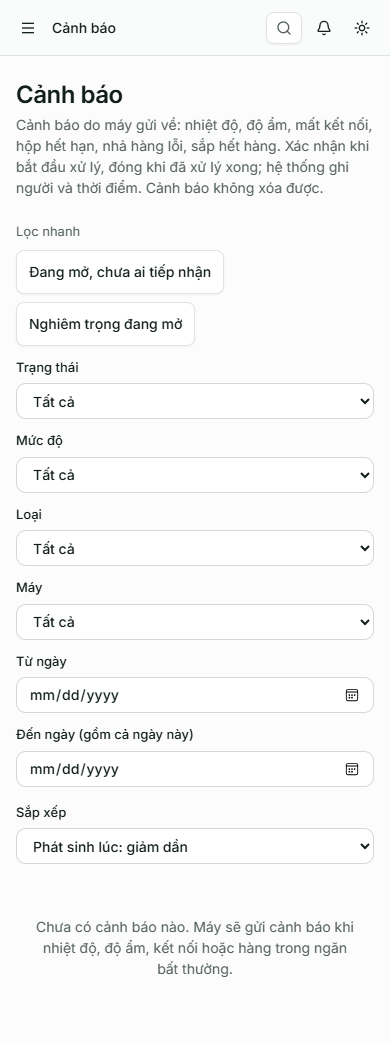 Cảnh báo
Cảnh báo
Cảnh báo do máy gửi về: nhiệt độ, độ ẩm, mất kết nối,
hộp hết hạn, nhả hàng lỗi, sắp hết hàng. Xác nhận khi
bắt đầu xử lý, đóng khi đã xử lý xong; hệ thống ghi
người và thời điểm. Cảnh báo không xóa được.
Lọc nhanh
Đang mở, chưa ai tiếp nhận
Nghiêm trọng đang mở
Trạng thái
Tất cả
Mức độ
Tất cả
Loại
Tất cả
Máy
Tất cả
Từ ngày
mm/dd/yyyy
Đến ngày (gồm cả ngày này)
mm/dd/yyyy
Sắp xếp
Phát sinh lúc: giảm dần
Chưa có cảnh báo nào. Máy sẽ gửi cảnh báo khi
nhiệt độ, độ ẩm, kết nối hoặc hàng trong ngăn
bất thường.